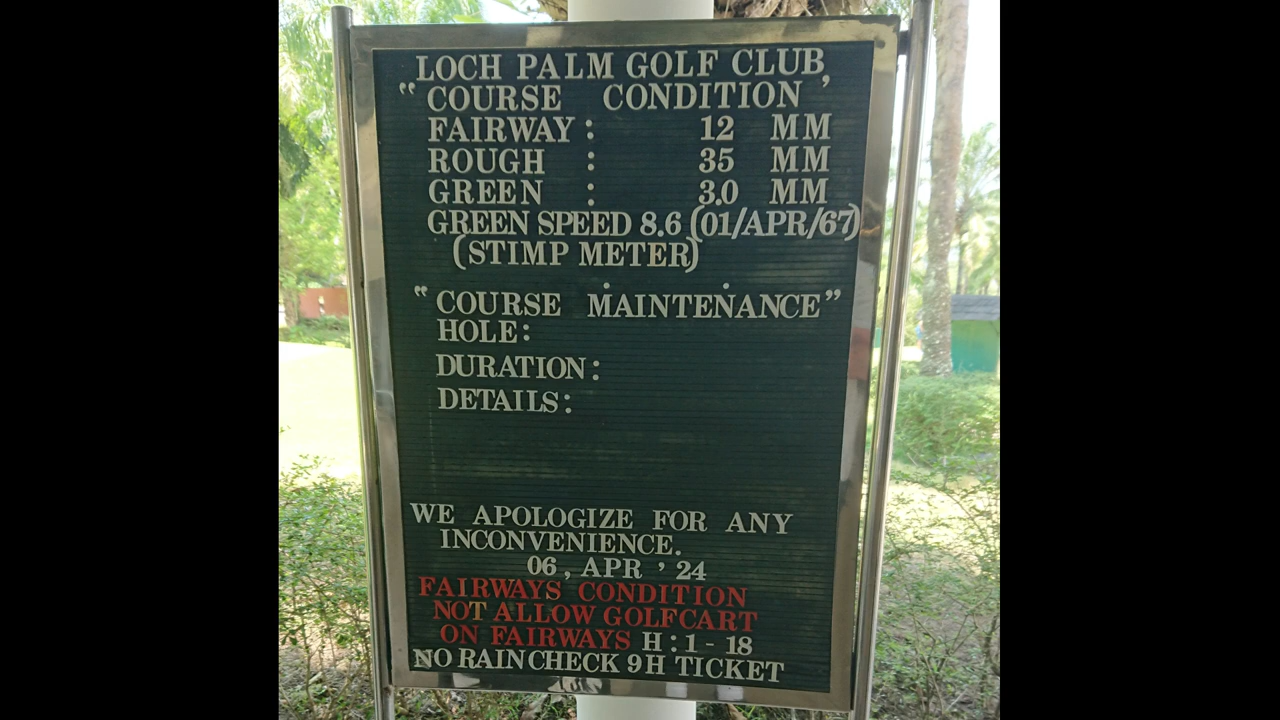 LOCH PALM GOLF CLUB,
“ COURSE CONDITION ’
FAIRWAY : 12 MM
ROUGH : 35 MM
GREEN : 3.0 MM
GREEN SPEED 8.6 (01/APR/67)
(STIMP METER)
“ COURSE MAINTENANCE ”
HOLE :
DURATION :
DETAILS :
WE APOLOGIZE FOR ANY
INCONVENIENCE.
06 , APR ’ 24
FAIRWAYS CONDITION
NOT ALLOW GOLFCART
ON FAIRWAYS H : 1 - 18
NO RAINCHECK 9H TICKET